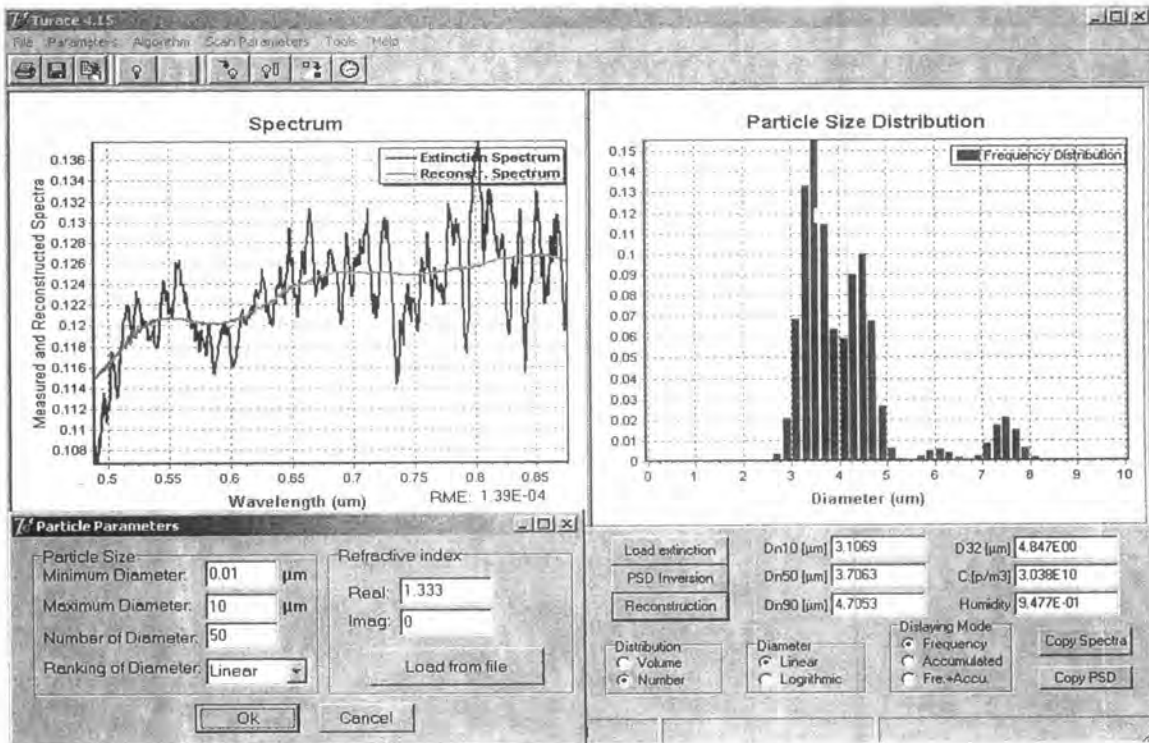 Turace 4.15
File Parameters Algorithm Scan Parameters Tools Help
Spectrum
Measured and Reconstructed Spectra
0.136
0.134
0.132
0.13
0.128
0.126
0.124
0.122
0.12
0.118
0.116
0.114
0.112
0.11
0.108
Extinction Spectrum
Reconstr. Spectrum
0.5 0.55 0.6 0.65 0.7 0.75 0.8 0.85
Wavelength (um)
RME: 1.39E-04
Particle Size Distribution
0.15
0.14
0.13
0.12
0.11
0.1
0.09
0.08
0.07
0.06
0.05
0.04
0.03
0.02
0.01
0
Frequency Distribution
0 1 2 3 4 5 6 7 8 9 10
Diameter (um)
Particle Parameters
Particle Size
Minimum Diameter: 0.01 µm
Maximum Diameter: 10 µm
Number of Diameter: 50
Ranking of Diameter: Linear
Refractive index
Real: 1.333
Imag: 0
Load from file
Ok Cancel
Load extinction Dn10 [µm] 3.1069 D32 [µm] 4.847E00
PSD Inversion Dn50 [µm] 3.7063 C.[p/m3] 3.038E10
Reconstruction Dn90 [µm] 4.7053 Humidity 9.477E-01
Distribution
Volume
Number
Diameter
Linear
Logrithmic
Dislaying Mode
Frequency
Accumulated
Fre.+Accu.
Copy Spectra
Copy PSD